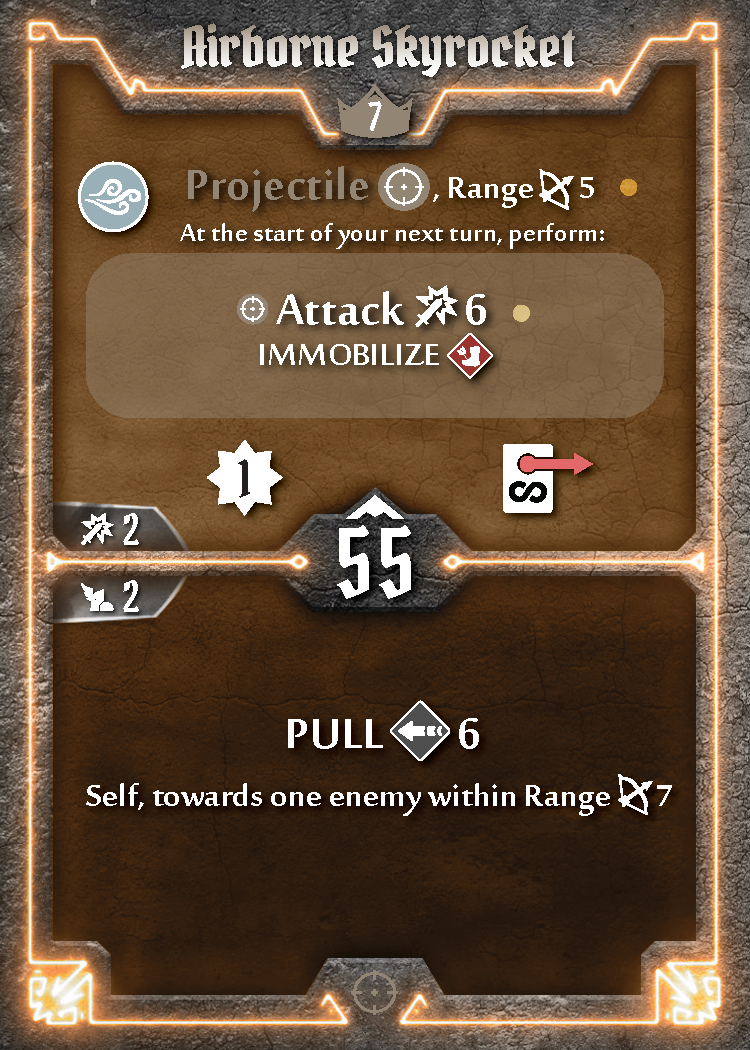 Airborne Skyrocket
7
Projectile , Range 5
At the start of your next turn, perform:
Attack 6
IMMOBILIZE
1
S
2
55
2
PULL 6
Self, towards one enemy within Range 7